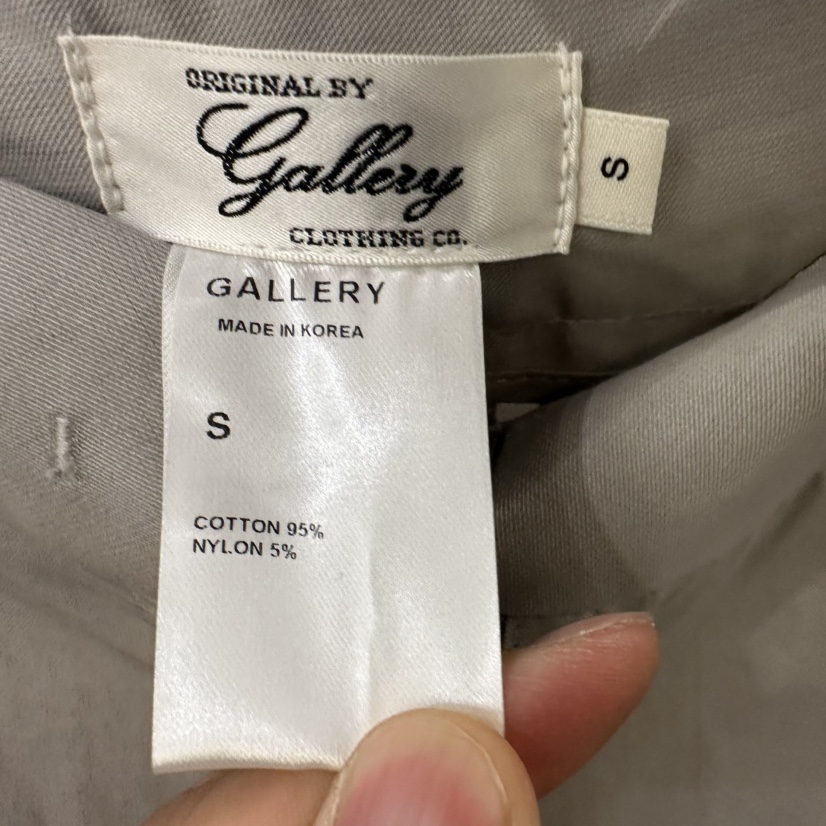 ORIGINAL BY
Gallery
CLOTHING CO.
S
GALLERY
MADE IN KOREA
S
COTTON 95%
NYLON 5%